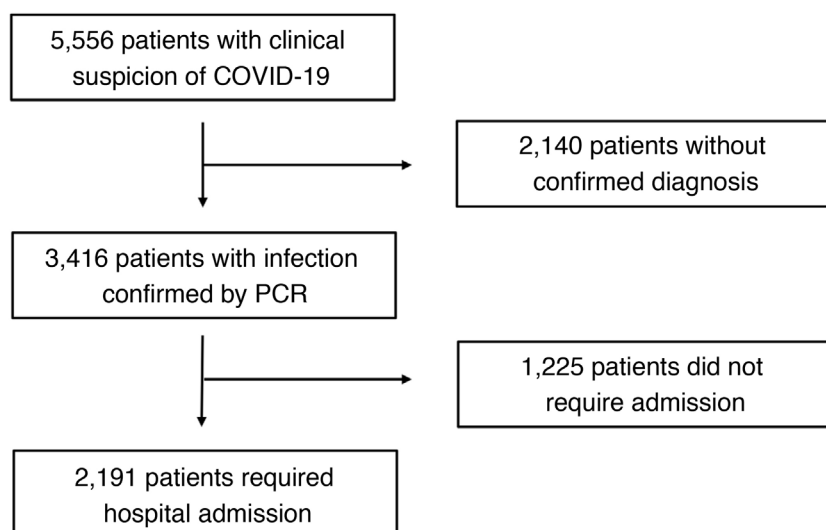 5,556 patients with clinical
suspicion of COVID-19
2,140 patients without
confirmed diagnosis
3,416 patients with infection
confirmed by PCR
1,225 patients did not
require admission
2,191 patients required
hospital admission